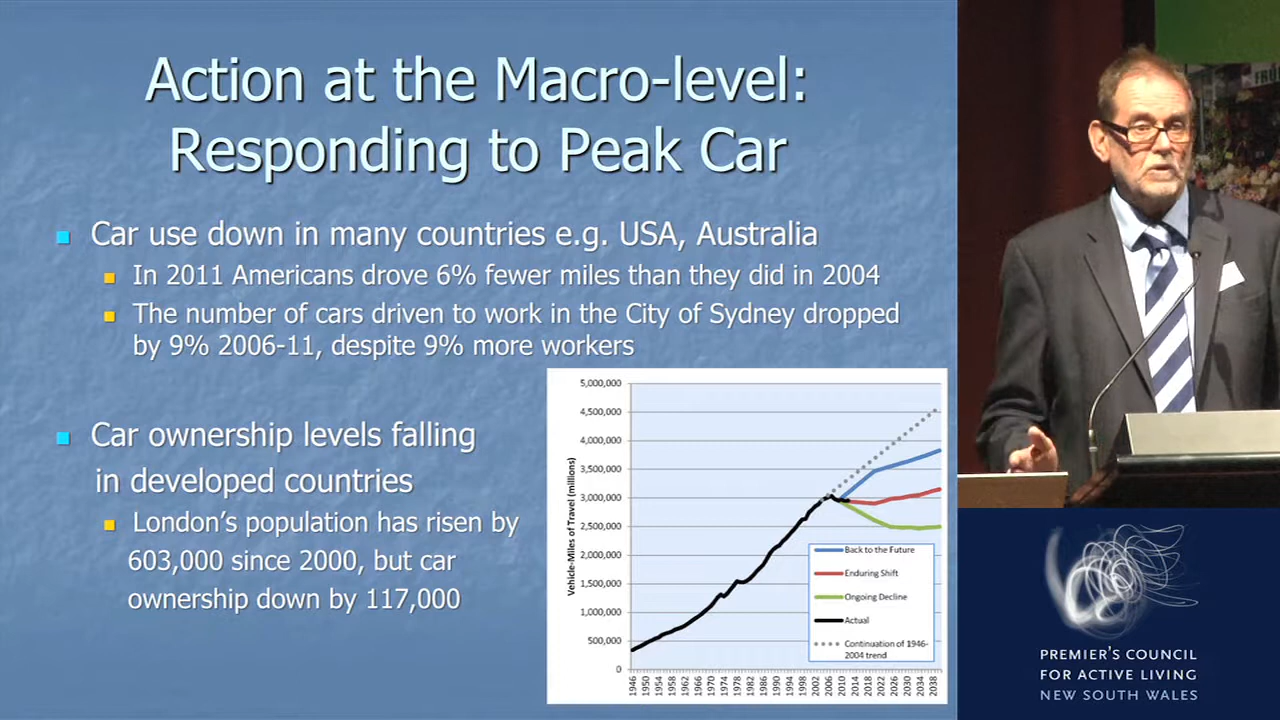 Action at the Macro-level:
Responding to Peak Car
Car use down in many countries e.g. USA, Australia
In 2011 Americans drove 6% fewer miles than they did in 2004
The number of cars driven to work in the City of Sydney dropped
by 9% 2006-11, despite 9% more workers
Car ownership levels falling
in developed countries
London's population has risen by
603,000 since 2000, but car
ownership down by 117,000
Vehicle-Miles of Travel (millions)
5,000,000
4,500,000
4,000,000
3,500,000
3,000,000
2,500,000
2,000,000
1,500,000
1,000,000
500,000
0
1946 1950 1954 1958 1962 1966 1970 1974 1978 1982 1986 1990 1994 1998 2002 2006 2010 2014 2018 2022 2026 2030 2034 2038
Back to the Future
Enduring Shift
Ongoing Decline
Actual
Continuation of 1946-
2004 trend
PREMIER'S COUNCIL
FOR ACTIVE LIVING
NEW SOUTH WALES